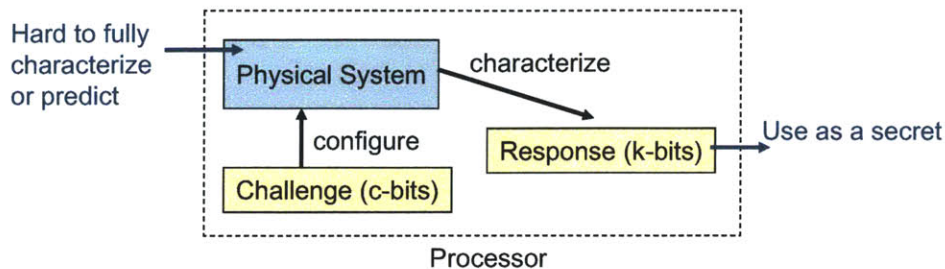 Hard to fully
characterize
or predict
Physical System
characterize
configure
Response (k-bits)
Use as a secret
Challenge (c-bits)
Processor